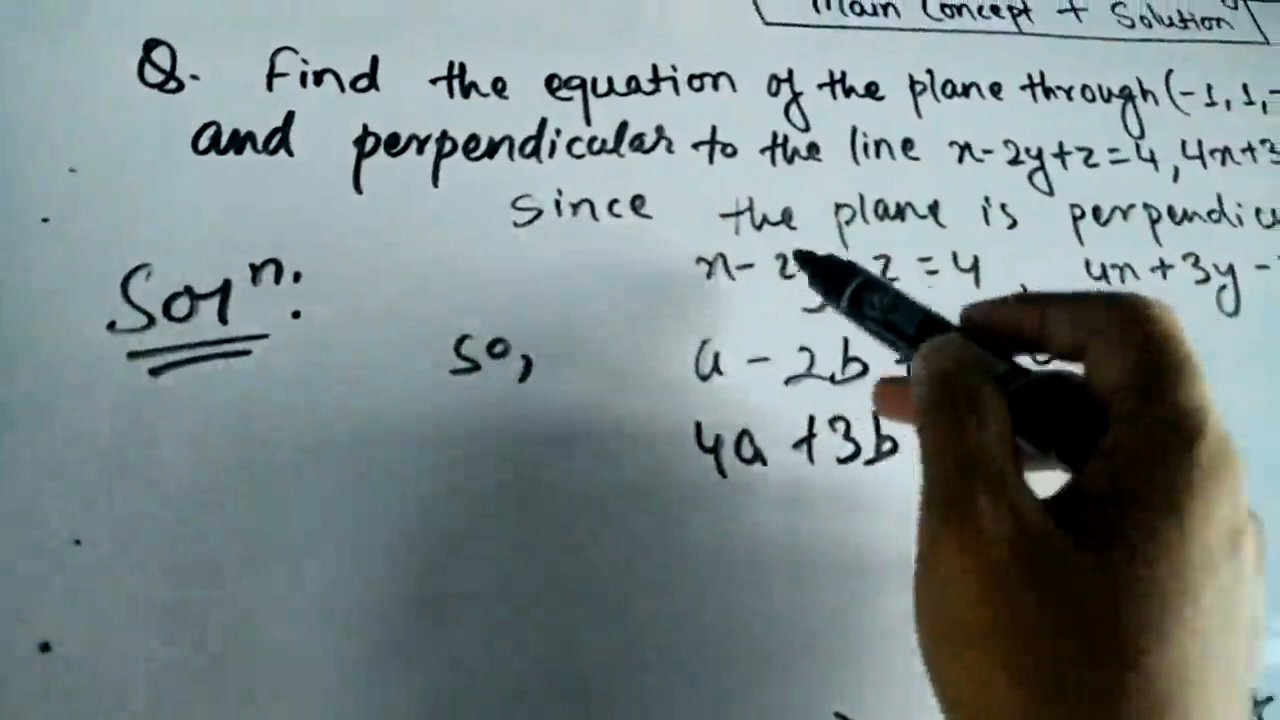 Main Concept + Solution
Q. Find the equation of the plane through (-1, 1, -
and perpendicular to the line x-2y+z=4, 4x+3
since the plane is perpendicu
x-2 z =4 , 4x+3y-
Solⁿ:
so, a - 2b
4a +3b